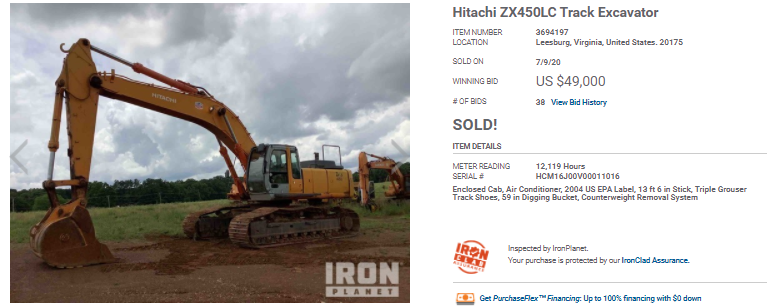 Hitachi ZX450LC Track Excavator
ITEM NUMBER 3694197
LOCATION Leesburg, Virginia, United States. 20175
SOLD ON 7/9/20
WINNING BID US $49,000
# OF BIDS 38 View Bid History
SOLD!
ITEM DETAILS
METER READING 12,119 Hours
SERIAL # HCM16J00V00011016
Enclosed Cab, Air Conditioner, 2004 US EPA Label, 13 ft 6 in Stick, Triple Grouser
Track Shoes, 59 in Digging Bucket, Counterweight Removal System
HITACHI
IRON
PLANET
IRON
CLAD
ASSURANCE
Inspected by IronPlanet.
Your purchase is protected by our IronClad Assurance.
Get PurchaseFlex™ Financing: Up to 100% financing with $0 down